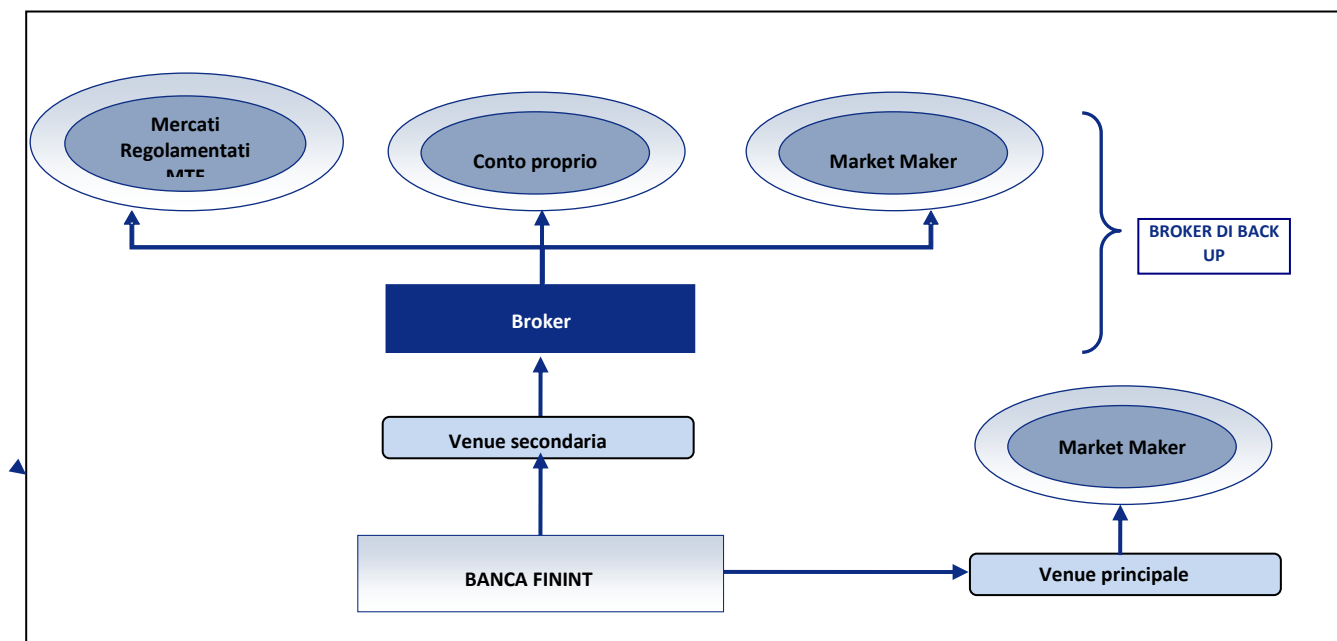 Mercati
Regolamentati
MTF
Conto proprio
Market Maker
BROKER DI BACK
UP
Broker
Venue secondaria
Market Maker
BANCA FININT
Venue principale